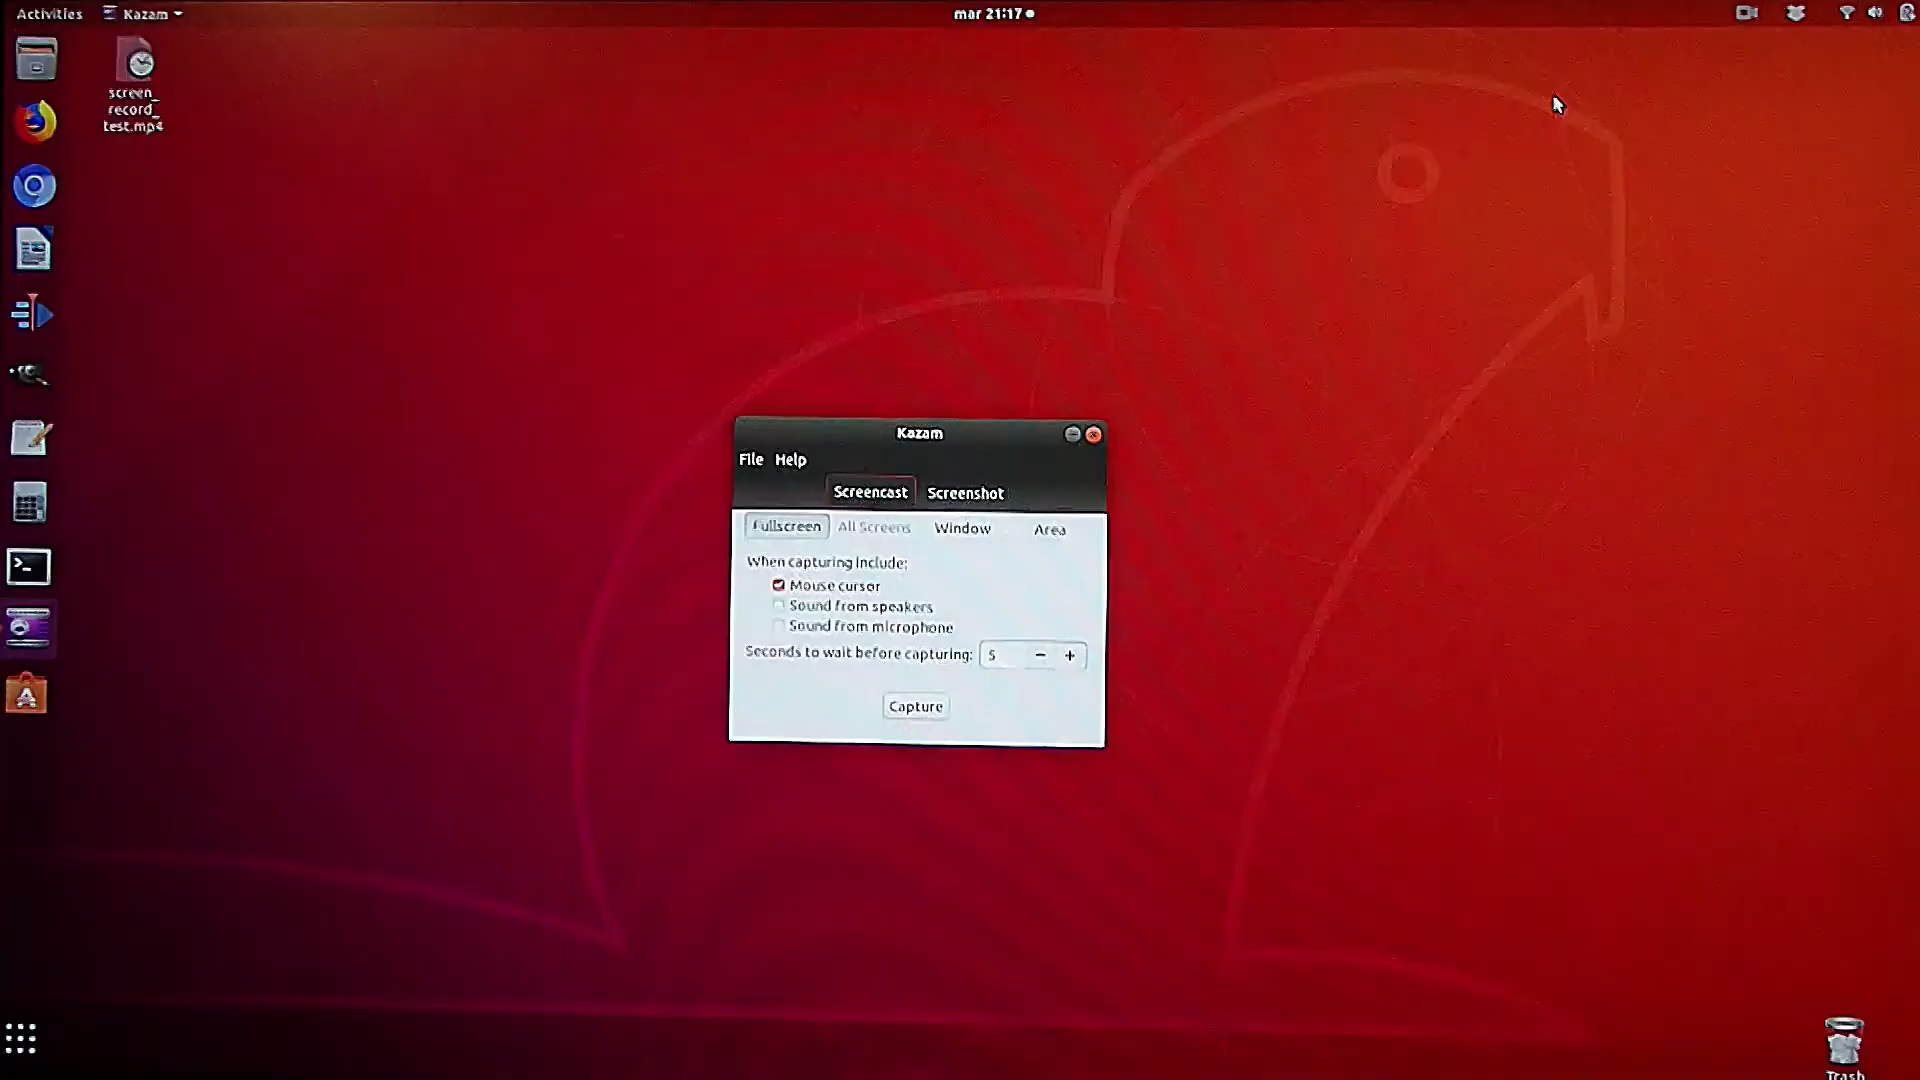 Activities Kazam mar 21:17
screen_
record_
test.mp4
Kazam
File Help
Screencast Screenshot
Fullscreen All Screens Window Area
When capturing include:
Mouse cursor
Sound from speakers
Sound from microphone
Seconds to wait before capturing: 5 - +
Capture
Trash